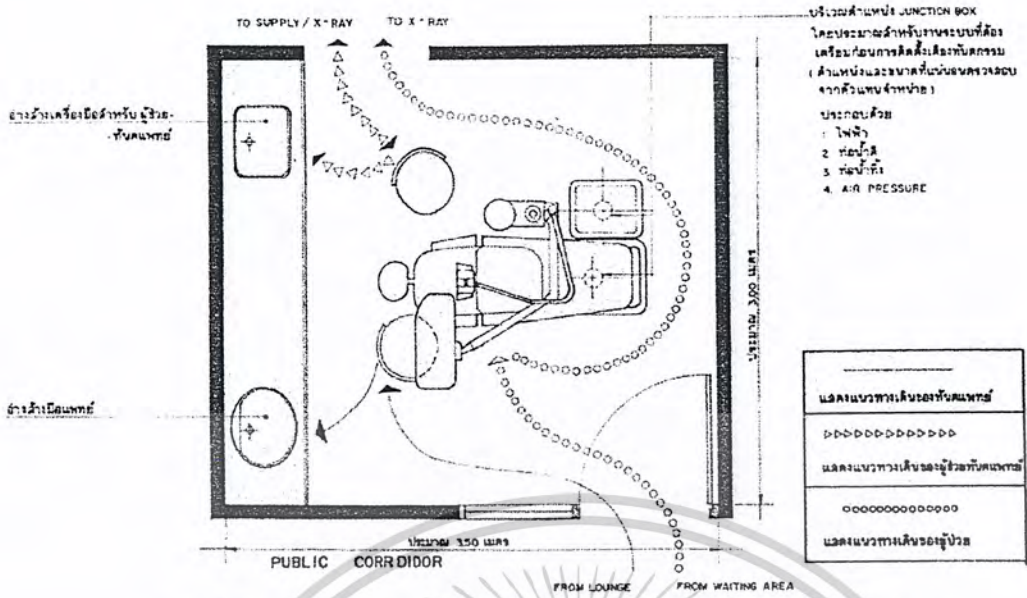 TO SUPPLY / X-RAY
TO X-RAY
บริเวณตำแหน่ง JUNCTION BOX
โดยประมาณสำหรับงานระบบที่ต้อง
เตรียมก่อนการติดตั้งเตียงทันตกรรม
( ตำแหน่งและขนาดที่แน่นอนตรวจสอบ
จากตัวแทนจำหน่าย )
ประกอบด้วย
1 ไฟฟ้า
2 ท่อน้ำดี
3 ท่อน้ำทิ้ง
4. AIR PRESSURE
อ่างล้างเครื่องมือสำหรับ ผู้ช่วย-
- ทันตแพทย์
อ่างล้างมือแพทย์
ประมาณ 3.00 เมตร
แสดงแนวทางเดินของทันตแพทย์
แสดงแนวทางเดินของผู้ช่วยทันตแพทย์
แสดงแนวทางเดินของผู้ป่วย
ประมาณ 3.50 เมตร
PUBLIC CORRDIDOR
FROM LOUNGE
FROM WAITING AREA